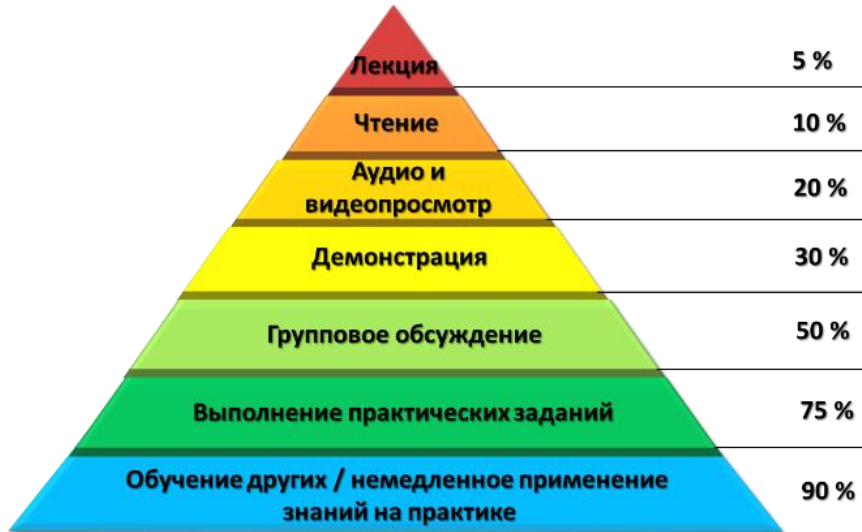 Лекция
5 %
Чтение
10 %
Аудио и
видеопросмотр
20 %
Демонстрация
30 %
Групповое обсуждение
50 %
Выполнение практических заданий
75 %
Обучение других / немедленное применение
знаний на практике
90 %